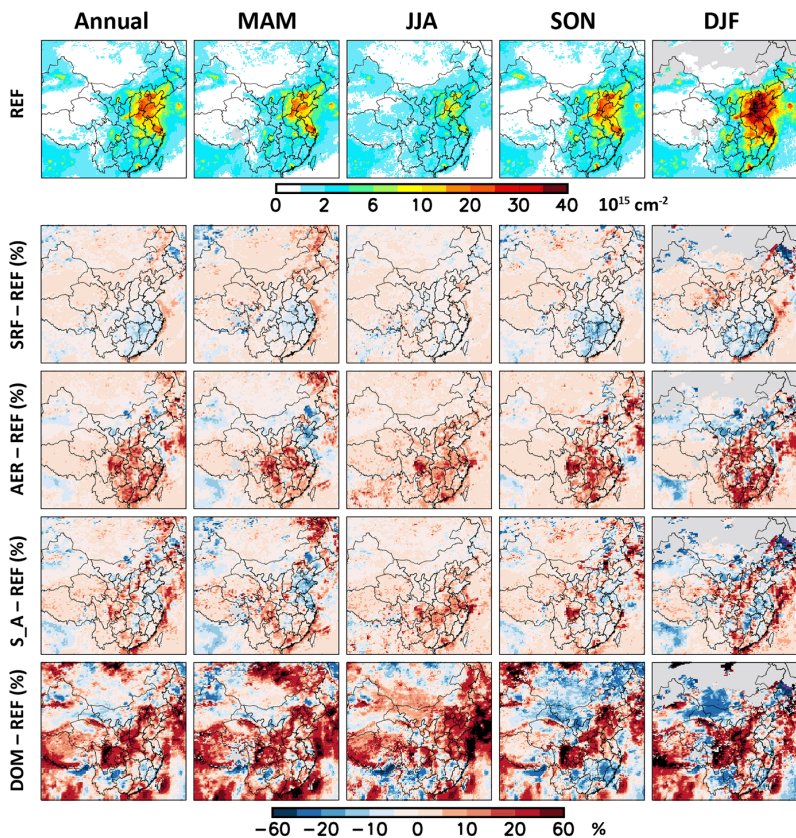 Annual MAM JJA SON DJF
REF
0 2 6 10 20 30 40 10¹⁵ cm⁻²
SRF – REF (%)
AER – REF (%)
S_A – REF (%)
DOM – REF (%)
−60 −20 −10 0 10 20 60 %